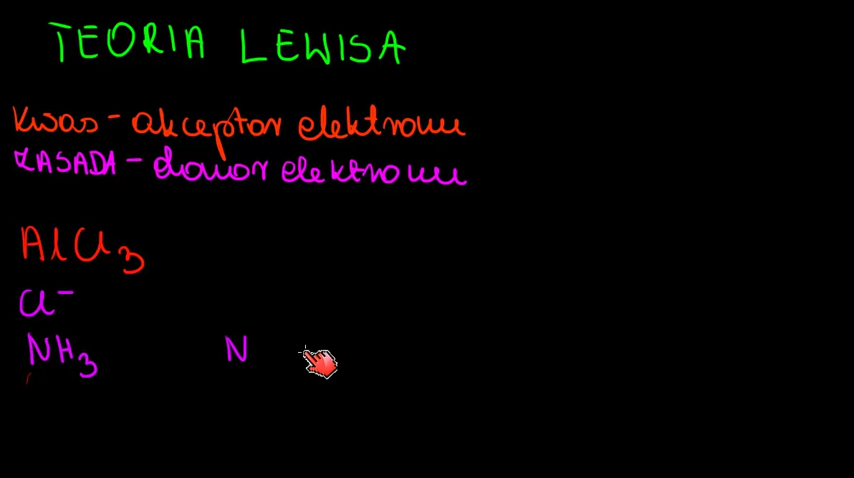 TEORIA LEWISA
KWAS - akceptor elektronu
ZASADA - donor elektronu
AlCl3
Cl-
NH3 N